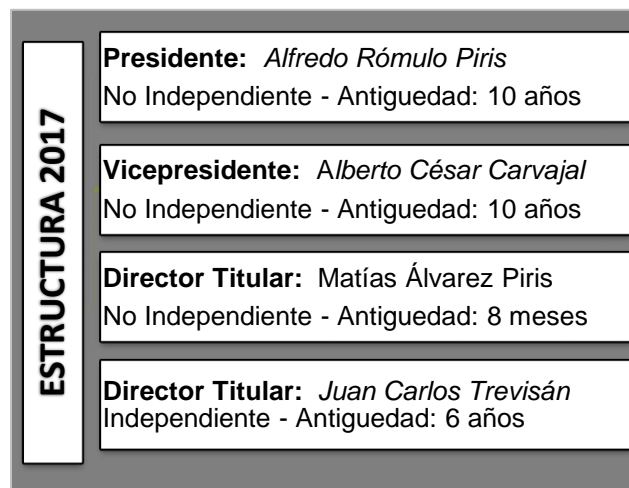 ESTRUCTURA 2017
Presidente: Alfredo Rómulo Piris
No Independiente - Antiguedad: 10 años
Vicepresidente: Alberto César Carvajal
No Independiente - Antiguedad: 10 años
Director Titular: Matías Álvarez Piris
No Independiente - Antiguedad: 8 meses
Director Titular: Juan Carlos Trevisán
Independiente - Antiguedad: 6 años